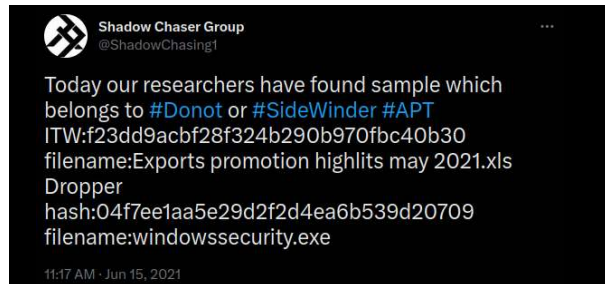 Shadow Chaser Group
@ShadowChasing1
Today our researchers have found sample which
belongs to #Donot or #SideWinder #APT
ITW:f23dd9acbf28f324b290b970fbc40b30
filename:Exports promotion highlits may 2021.xls
Dropper
hash:04f7ee1aa5e29d2f2d4ea6b539d20709
filename:windowssecurity.exe
11:17 AM · Jun 15, 2021